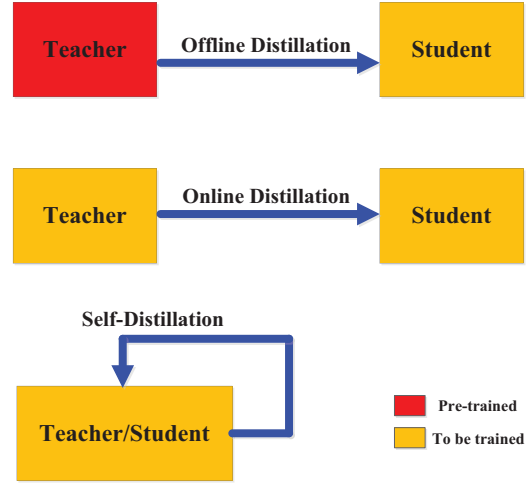 Teacher
Offline Distillation
Student
Teacher
Online Distillation
Student
Self-Distillation
Teacher/Student
Pre-trained
To be trained